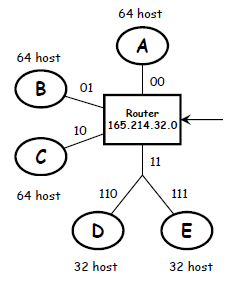 64 host
A
64 host
B
01
00
Router
165.214.32.0
10
C
11
64 host
110
111
D
E
32 host
32 host